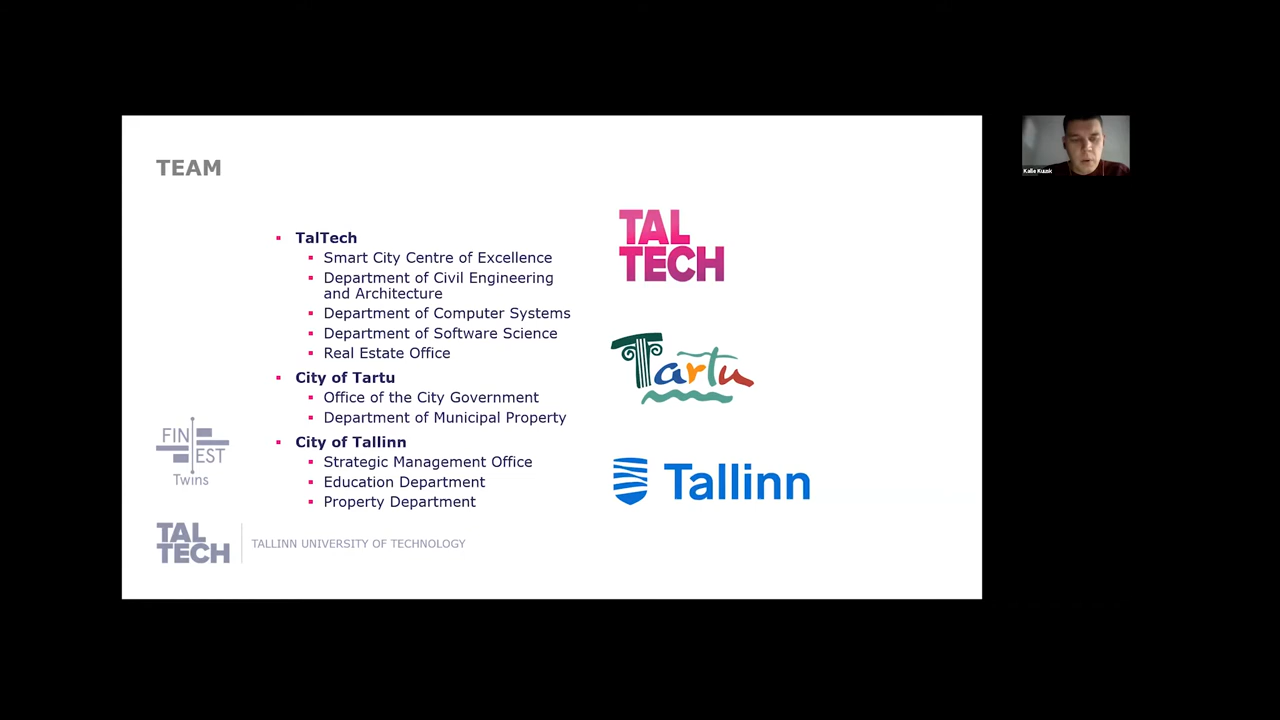 TEAM
TalTech
Smart City Centre of Excellence
Department of Civil Engineering
and Architecture
Department of Computer Systems
Department of Software Science
Real Estate Office
City of Tartu
Office of the City Government
Department of Municipal Property
City of Tallinn
Strategic Management Office
Education Department
Property Department
TAL
TECH
Tartu
Tallinn
FIN
EST
Twins
TAL
TECH
TALLINN UNIVERSITY OF TECHNOLOGY
Kalle Kuusk